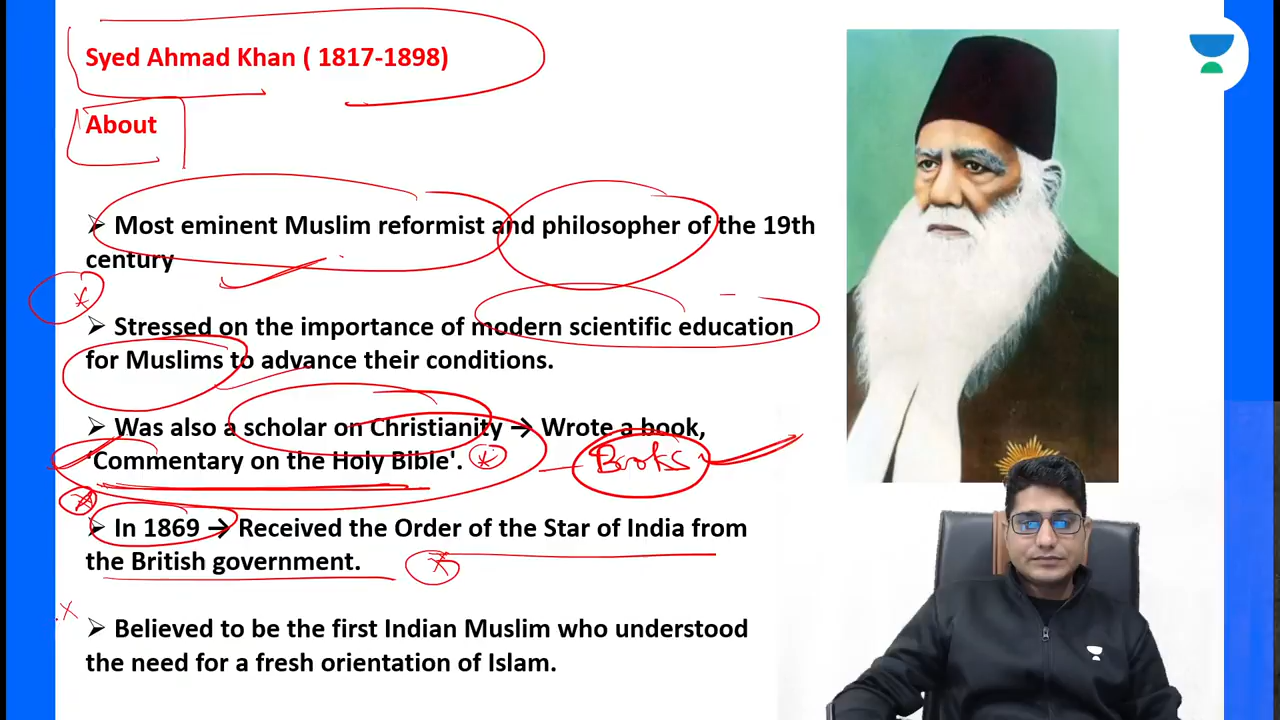 Syed Ahmad Khan ( 1817-1898)
About
➢ Most eminent Muslim reformist and philosopher of the 19th
century
➢ Stressed on the importance of modern scientific education
for Muslims to advance their conditions.
➢ Was also a scholar on Christianity → Wrote a book,
'Commentary on the Holy Bible'.
Books
➢ In 1869 → Received the Order of the Star of India from
the British government.
➢ Believed to be the first Indian Muslim who understood
the need for a fresh orientation of Islam.